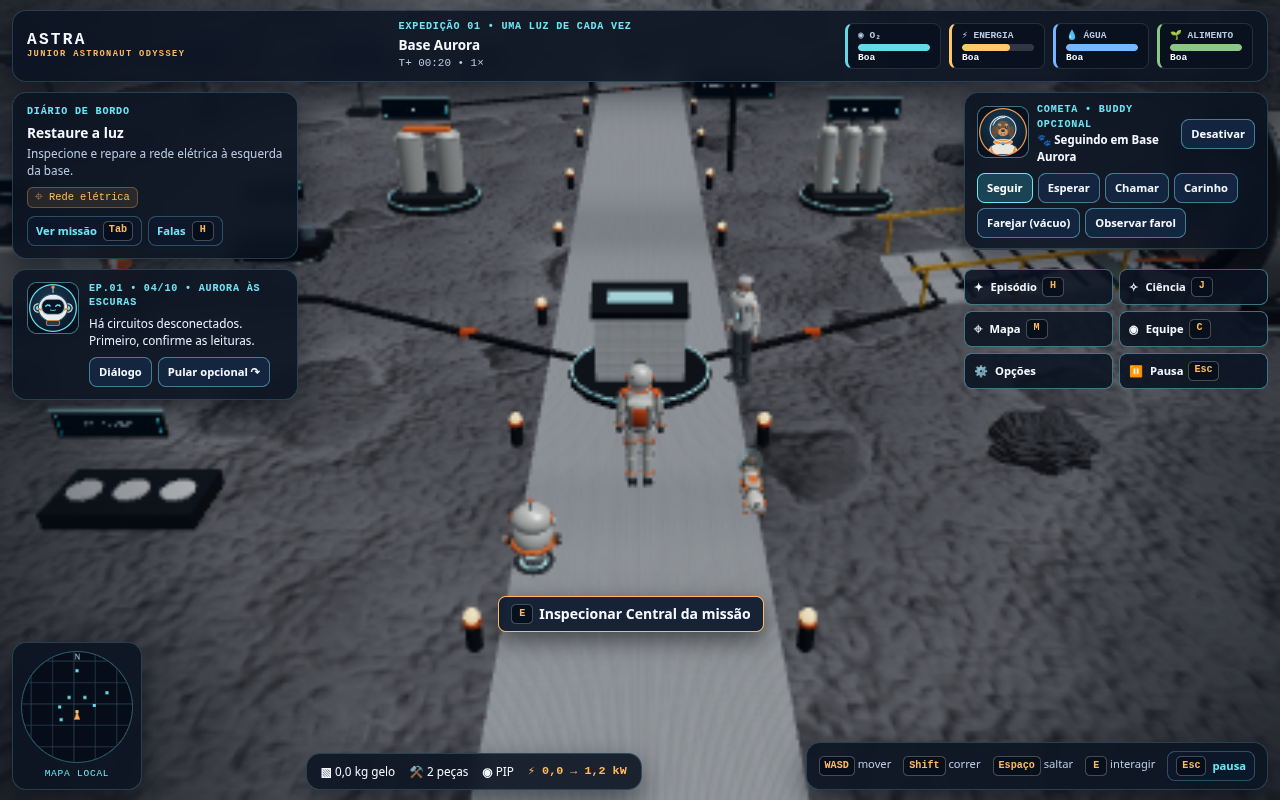 ASTRA
JUNIOR ASTRONAUT ODYSSEY
EXPEDIÇÃO 01 • UMA LUZ DE CADA VEZ
Base Aurora
T+ 00:20 • 1×
◉ O₂
Boa
⚡ ENERGIA
Boa
💧 ÁGUA
Boa
🌱 ALIMENTO
Boa
DIÁRIO DE BORDO
Restaure a luz
Inspecione e repare a rede elétrica à esquerda
da base.
⌖ Rede elétrica
Ver missão Tab
Falas H
EP.01 • 04/10 • AURORA ÀS
ESCURAS
Há circuitos desconectados.
Primeiro, confirme as leituras.
Diálogo
Pular opcional ↷
COMETA • BUDDY
OPCIONAL
🐾 Seguindo em Base
Aurora
Desativar
Seguir
Esperar
Chamar
Carinho
Farejar (vácuo)
Observar farol
✦ Episódio H
✧ Ciência J
⌖ Mapa M
◉ Equipe C
⚙️ Opções
⏸️ Pausa Esc
E Inspecionar Central da missão
N
MAPA LOCAL
▧ 0,0 kg gelo
⚒️ 2 peças
◉ PIP
⚡ 0,0 → 1,2 kW
WASD mover
Shift correr
Espaço saltar
E interagir
Esc pausa